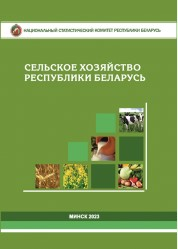 НАЦИОНАЛЬНЫЙ СТАТИСТИЧЕСКИЙ КОМИТЕТ РЕСПУБЛИКИ БЕЛАРУСЬ
СЕЛЬСКОЕ ХОЗЯЙСТВО
РЕСПУБЛИКИ БЕЛАРУСЬ
МИНСК 2023